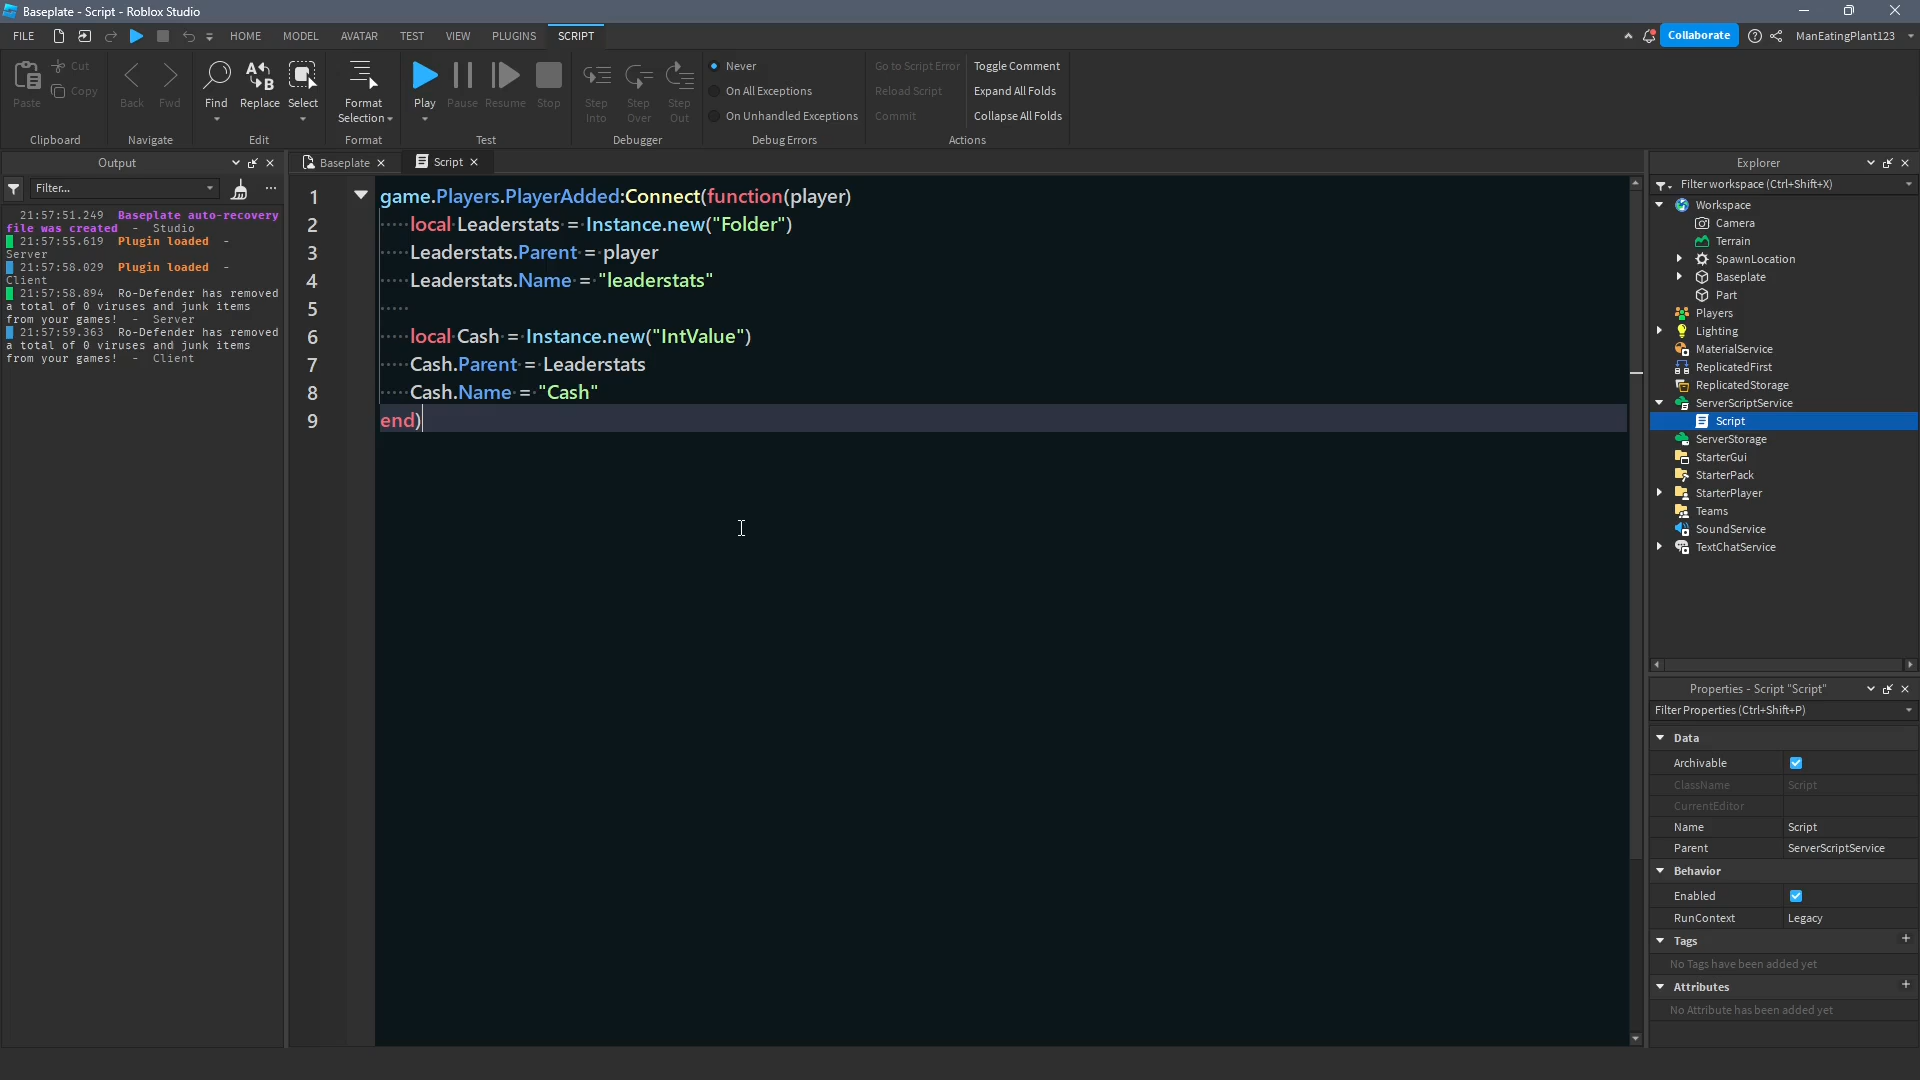 Baseplate - Script - Roblox Studio
FILE HOME MODEL AVATAR TEST VIEW PLUGINS SCRIPT Collaborate ManEatingPlant123
Paste Cut Copy
Back Fwd
Find Replace Select
Format Selection
Play Pause Resume Stop
Step Into Step Over Step Out
Never
On All Exceptions
On Unhandled Exceptions
Go to Script Error
Reload Script
Commit
Toggle Comment
Expand All Folds
Collapse All Folds
Clipboard Navigate Edit Format Test Debugger Debug Errors Actions
Output
Filter...
21:57:51.249 Baseplate auto-recovery
file was created - Studio
21:57:55.619 Plugin loaded -
Server
21:57:58.029 Plugin loaded -
Client
21:57:58.894 Ro-Defender has removed
a total of 0 viruses and junk items
from your games! - Server
21:57:59.363 Ro-Defender has removed
a total of 0 viruses and junk items
from your games! - Client
Baseplate Script
1 game.Players.PlayerAdded:Connect(function(player)
2 local Leaderstats = Instance.new("Folder")
3 Leaderstats.Parent = player
4 Leaderstats.Name = "leaderstats"
5
6 local Cash = Instance.new("IntValue")
7 Cash.Parent = Leaderstats
8 Cash.Name = "Cash"
9 end)
Explorer
Filter workspace (Ctrl+Shift+X)
Workspace
Camera
Terrain
SpawnLocation
Baseplate
Part
Players
Lighting
MaterialService
ReplicatedFirst
ReplicatedStorage
ServerScriptService
Script
ServerStorage
StarterGui
StarterPack
StarterPlayer
Teams
SoundService
TextChatService
Properties - Script "Script"
Filter Properties (Ctrl+Shift+P)
Data
Archivable
ClassName Script
CurrentEditor
Name Script
Parent ServerScriptService
Behavior
Enabled
RunContext Legacy
Tags +
No Tags have been added yet
Attributes +
No Attribute has been added yet